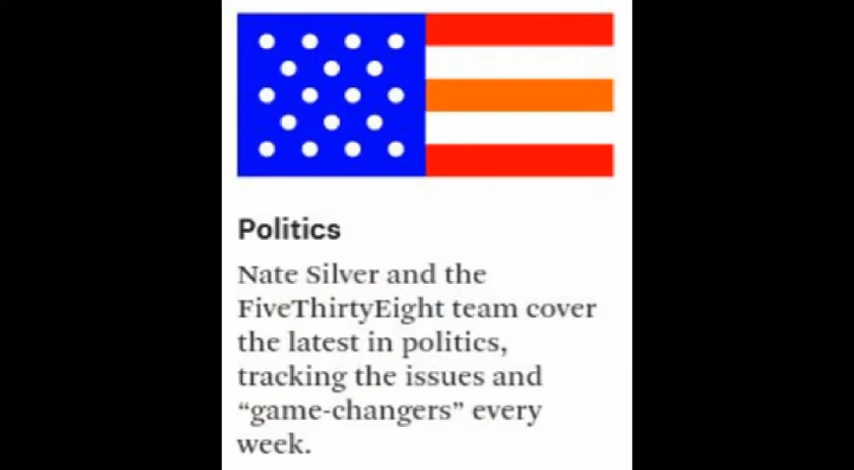 Politics
Nate Silver and the
FiveThirtyEight team cover
the latest in politics,
tracking the issues and
“game-changers” every
week.